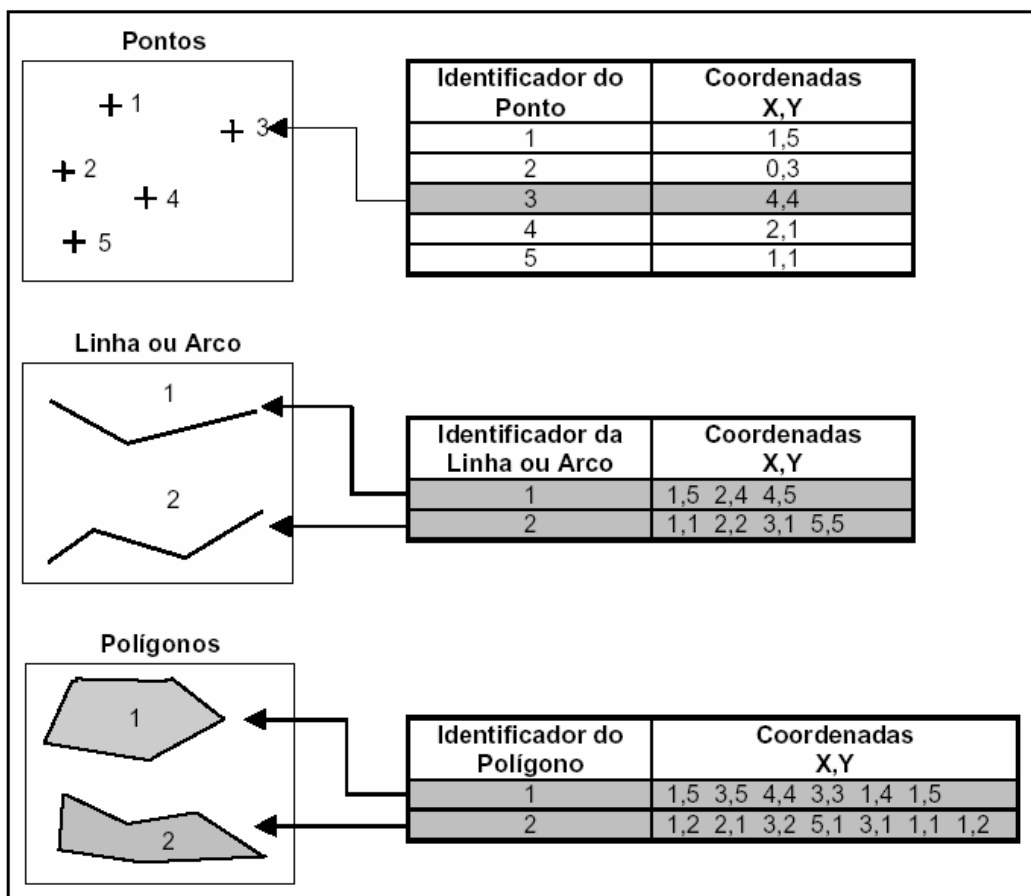 Pontos
1
3
2
4
5
Identificador do Ponto Coordenadas X,Y
1 1,5
2 0,3
3 4,4
4 2,1
5 1,1
Linha ou Arco
1
2
Identificador da Linha ou Arco Coordenadas X,Y
1 1,5 2,4 4,5
2 1,1 2,2 3,1 5,5
Polígonos
1
2
Identificador do Polígono Coordenadas X,Y
1 1,5 3,5 4,4 3,3 1,4 1,5
2 1,2 2,1 3,2 5,1 3,1 1,1 1,2